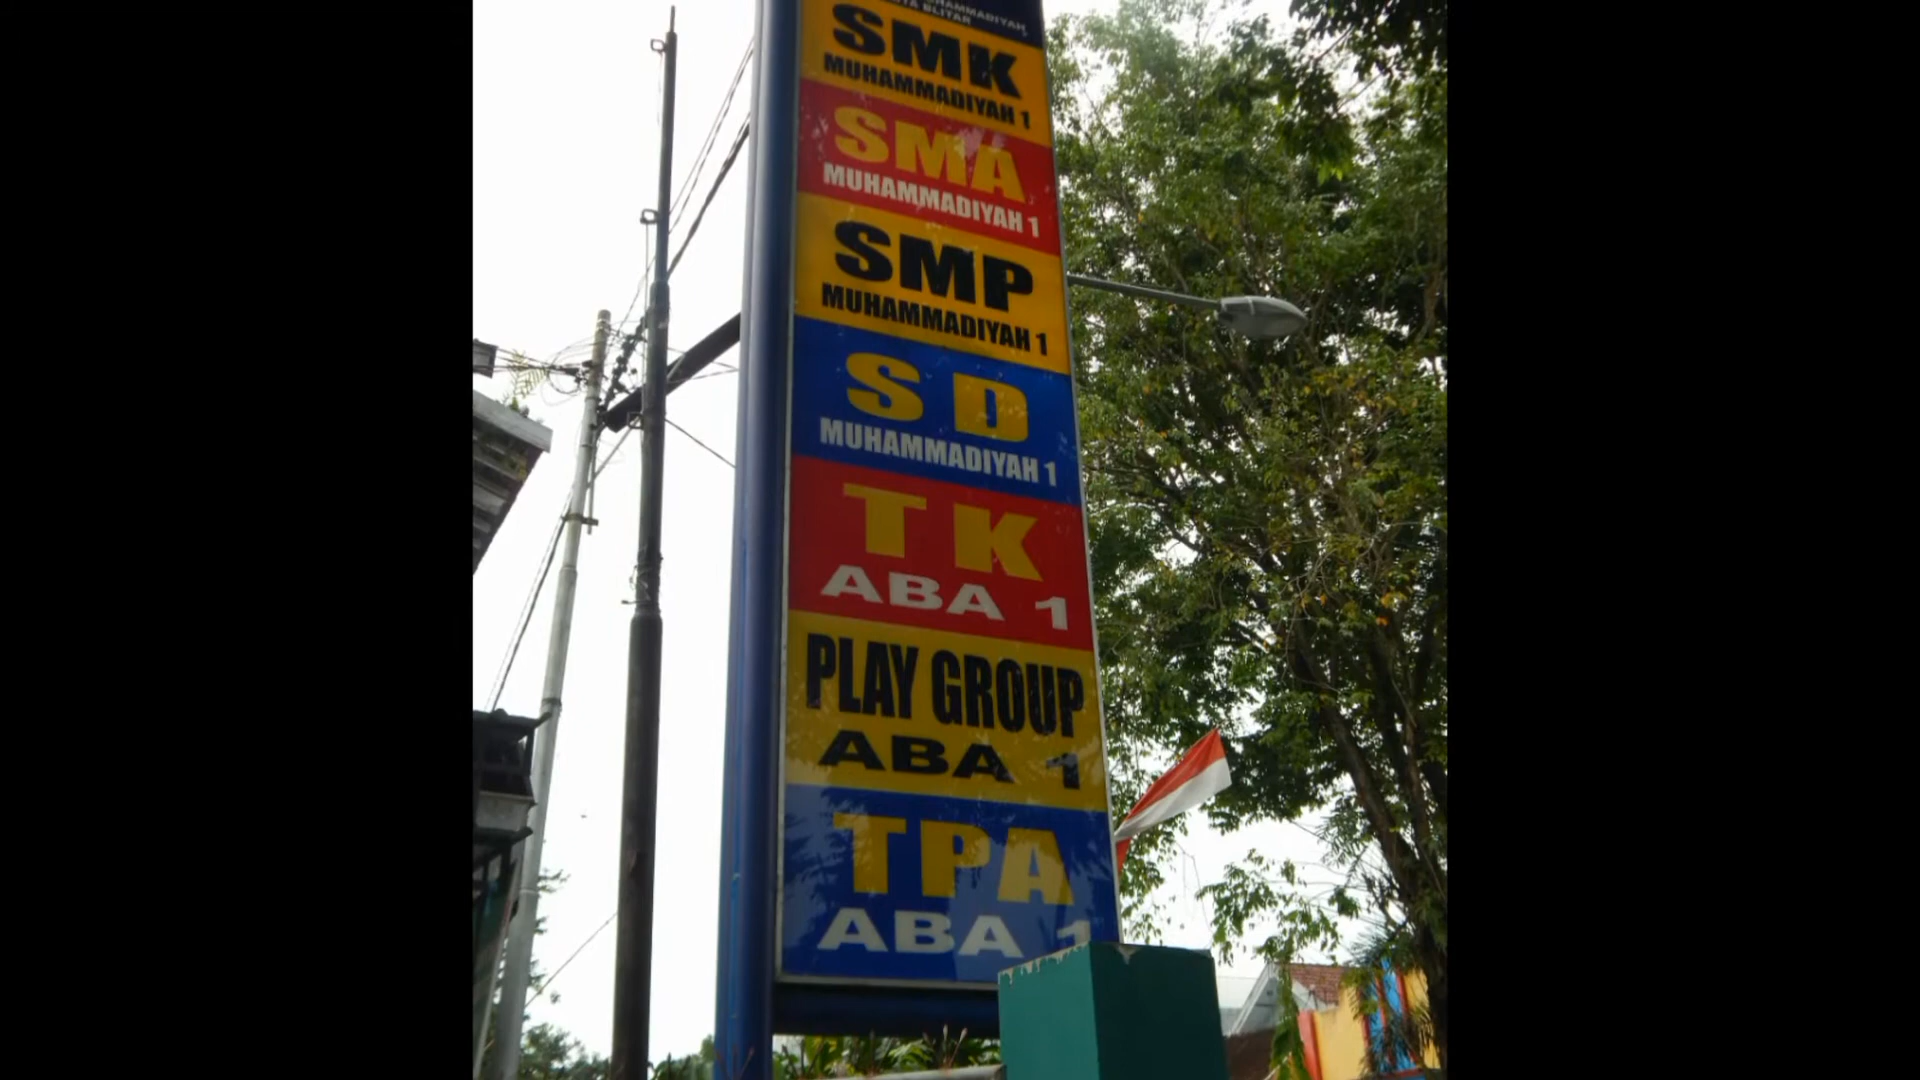 MUHAMMADIYAH
KOTA BLITAR
SMK
MUHAMMADIYAH 1
SMA
MUHAMMADIYAH 1
SMP
MUHAMMADIYAH 1
S D
MUHAMMADIYAH 1
T K
ABA 1
PLAY GROUP
ABA 1
TPA
ABA 1